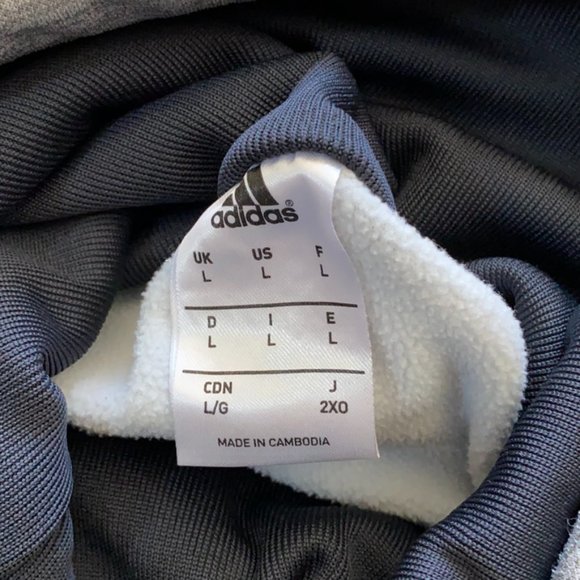 adidas®
UK US F
L L L
D I E
L L L
CDN J
L/G 2XO
MADE IN CAMBODIA